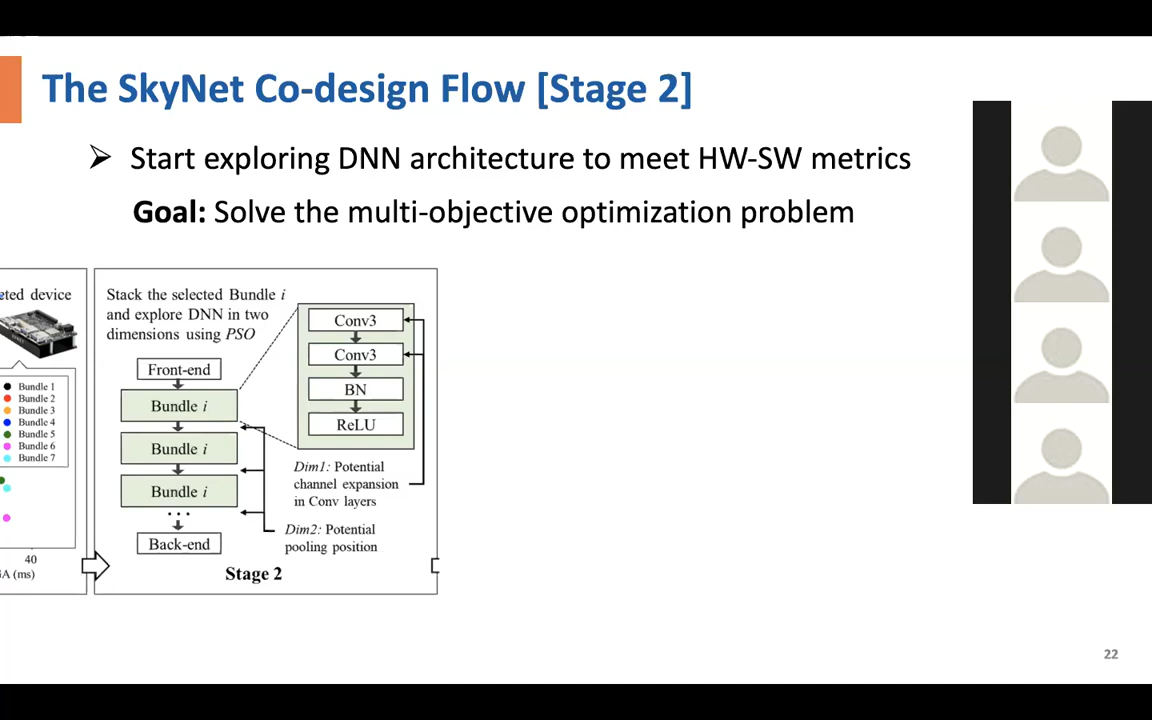 The SkyNet Co-design Flow [Stage 2]
➢ Start exploring DNN architecture to meet HW-SW metrics
Goal: Solve the multi-objective optimization problem
device
Bundle 1
Bundle 2
Bundle 3
Bundle 4
Bundle 5
Bundle 6
Bundle 7
40
(ms)
Stack the selected Bundle i
and explore DNN in two
dimensions using PSO
Front-end
Bundle i
Bundle i
Bundle i
...
Back-end
Conv3
Conv3
BN
ReLU
Dim1: Potential
channel expansion
in Conv layers
Dim2: Potential
pooling position
Stage 2
22